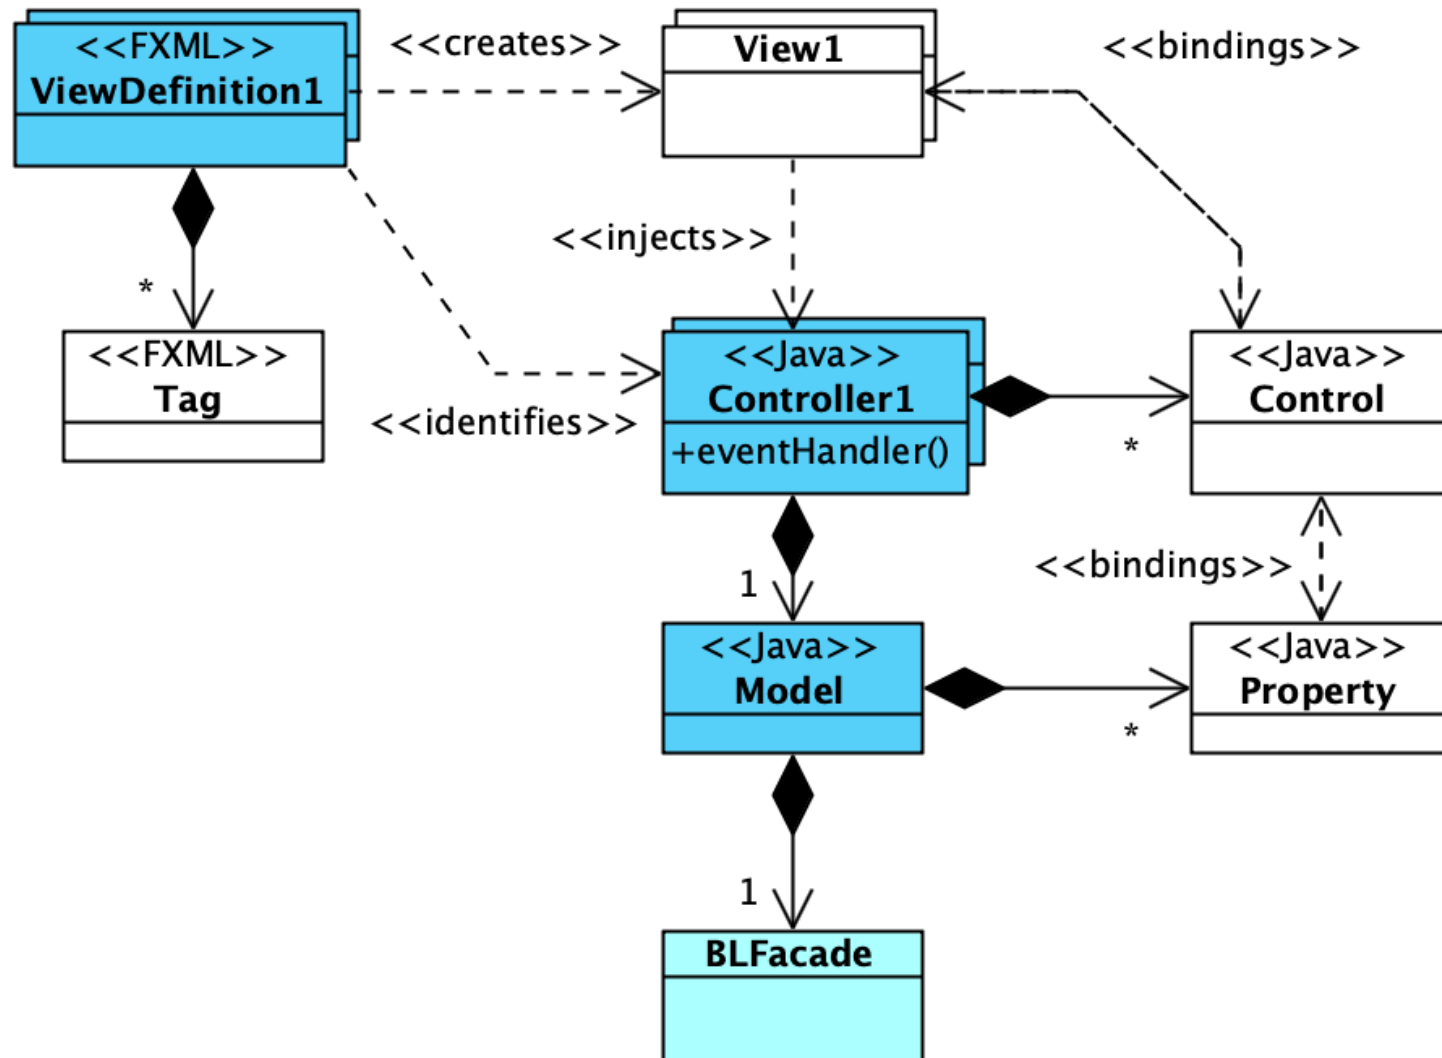 <<FXML>>
ViewDefinition1
<<creates>>
View1
<<bindings>>
<<injects>>
*
<<FXML>>
Tag
<<identifies>>
<<Java>>
Controller1
+eventHandler()
*
<<Java>>
Control
<<bindings>>
1
<<Java>>
Model
*
<<Java>>
Property
1
BLFacade